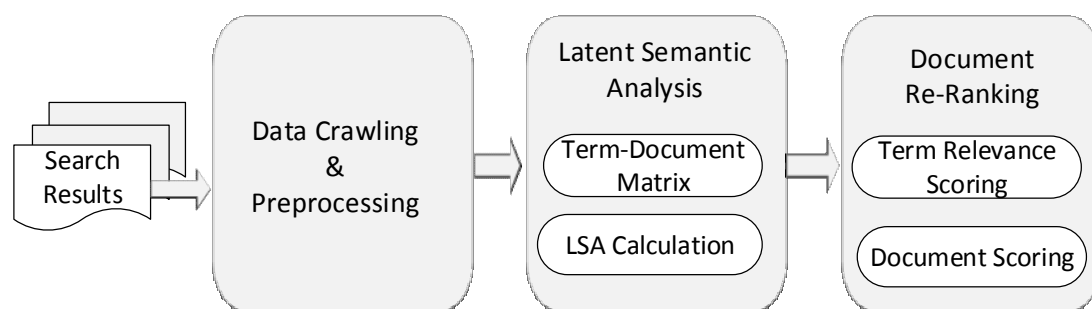 Search
Results
Data Crawling
&
Preprocessing
Latent Semantic
Analysis
Term-Document
Matrix
LSA Calculation
Document
Re-Ranking
Term Relevance
Scoring
Document Scoring